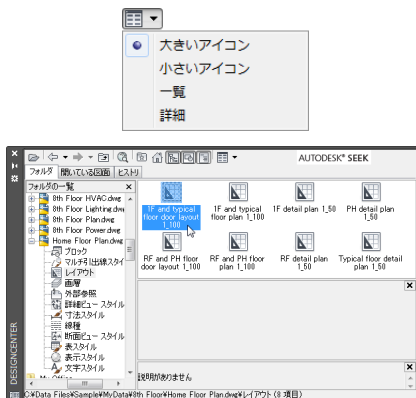 大きいアイコン
小さいアイコン
一覧
詳細
AUTODESK® SEEK
フォルダ 開いている図面 ヒストリ
フォルダの一覧
8th Floor HVAC.dwg
8th Floor Lighting.dwg
8th Floor Plan.dwg
8th Floor Power.dwg
Home Floor Plan.dwg
ブロック
マルチ引出線スタイ
レイアウト
画層
外部参照
詳細ビュー スタイル
寸法スタイル
線種
断面ビュー スタイル
表スタイル
表示スタイル
文字スタイル
1F and typical
floor door layout
1_100
1F and typical
floor plan 1_100
1F detail plan 1_50
PH detail plan
1_50
RF and PH floor
door layout 1_100
RF and PH floor
plan 1_100
RF detail plan
1_50
Typical floor detail
plan 1_50
説明がありません
DESIGNCENTER
C:¥Data Files¥Sample¥MyData¥8th Floor¥Home Floor Plan.dwg¥レイアウト (8 項目)